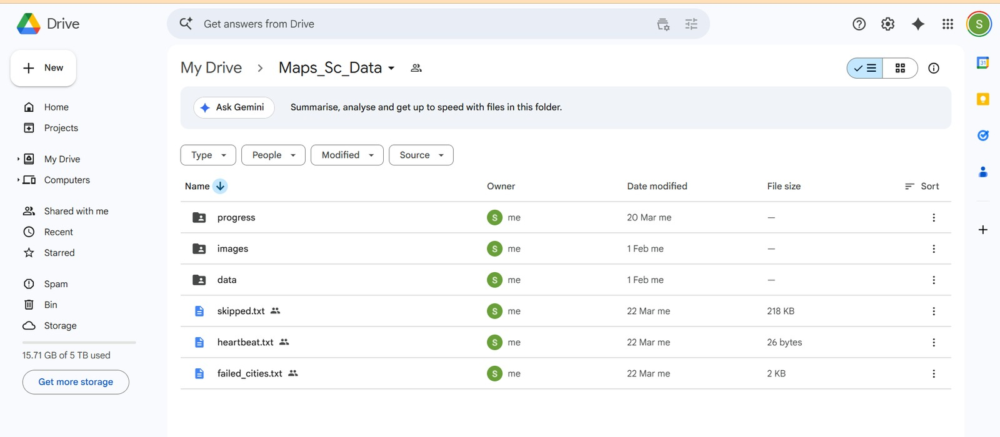 Drive
Get answers from Drive
S
New
Home
Projects
My Drive
Computers
Shared with me
Recent
Starred
Spam
Bin
Storage
15.71 GB of 5 TB used
Get more storage
My Drive > Maps_Sc_Data
Ask Gemini Summarise, analyse and get up to speed with files in this folder.
Type People Modified Source
Name Owner Date modified File size Sort
progress S me 20 Mar me —
images S me 1 Feb me —
data S me 1 Feb me —
skipped.txt S me 22 Mar me 218 KB
heartbeat.txt S me 22 Mar me 26 bytes
failed_cities.txt S me 22 Mar me 2 KB
31